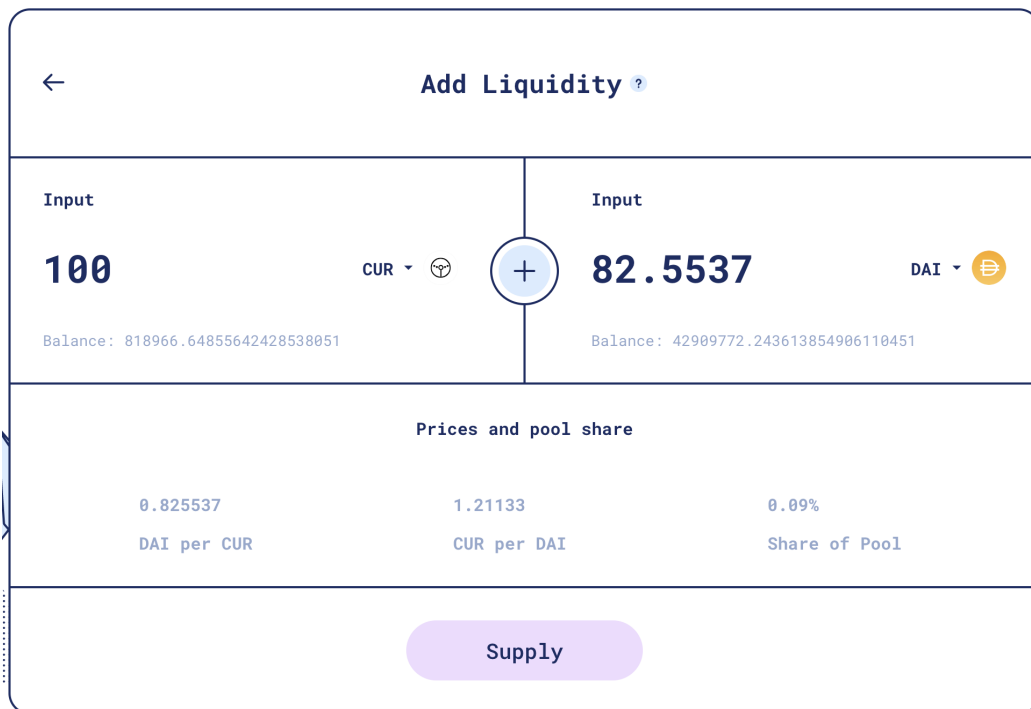 Add Liquidity ?
Input
100
CUR
Balance: 818966.64855642428538051
Input
82.5537
DAI
Balance: 42909772.243613854906110451
Prices and pool share
0.825537
DAI per CUR
1.21133
CUR per DAI
0.09%
Share of Pool
Supply